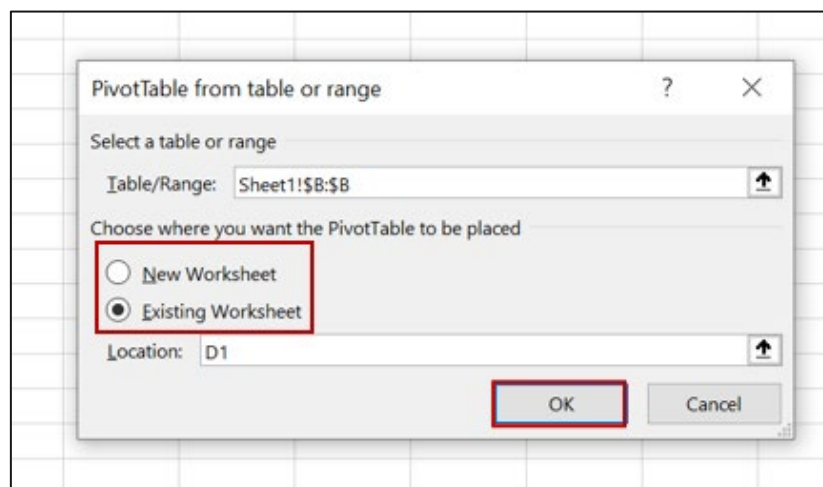 PivotTable from table or range ?
Select a table or range
Table/Range: Sheet1!$B:$B
Choose where you want the PivotTable to be placed
New Worksheet
Existing Worksheet
Location: D1
OK Cancel